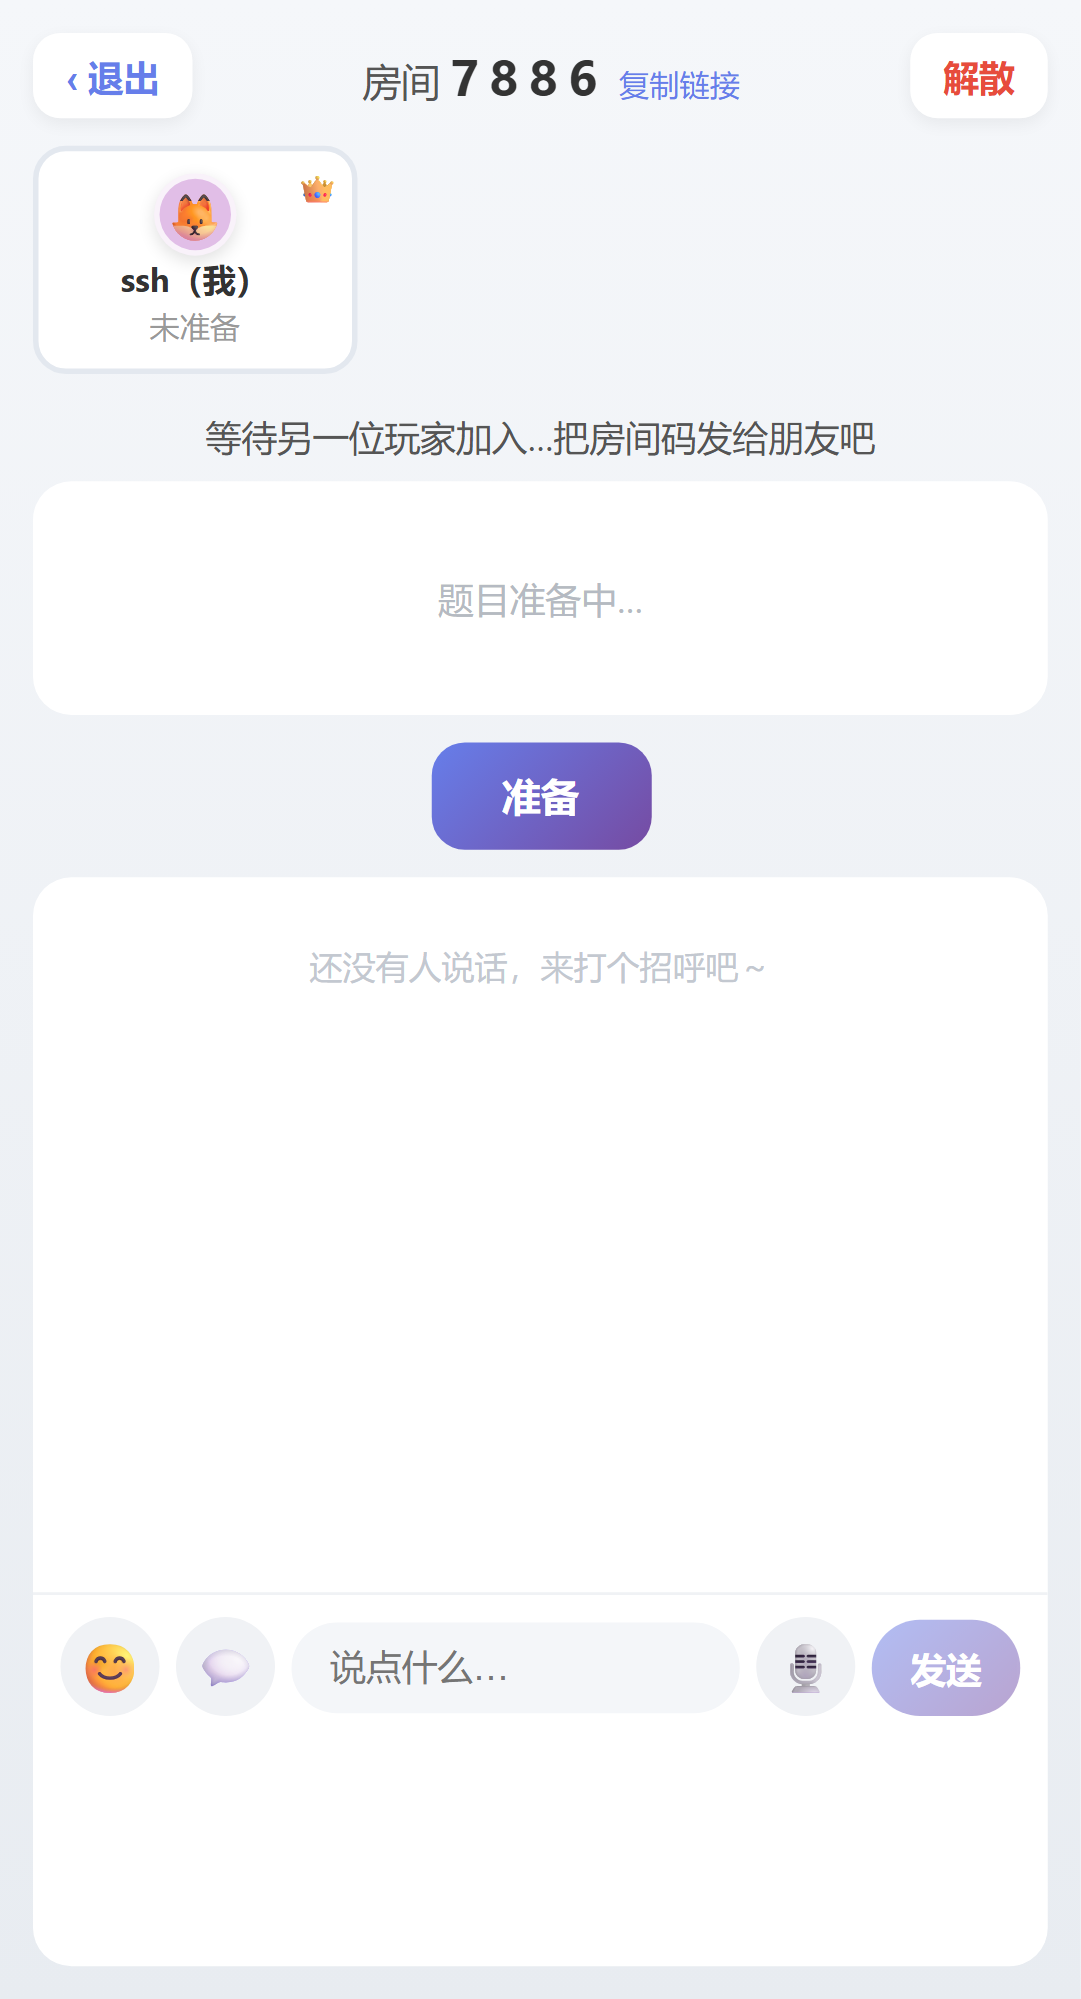 ‹ 退出
房间 7886 复制链接
解散
ssh（我）
未准备
等待另一位玩家加入...把房间码发给朋友吧
题目准备中...
准备
还没有人说话，来打个招呼吧～
说点什么…
发送